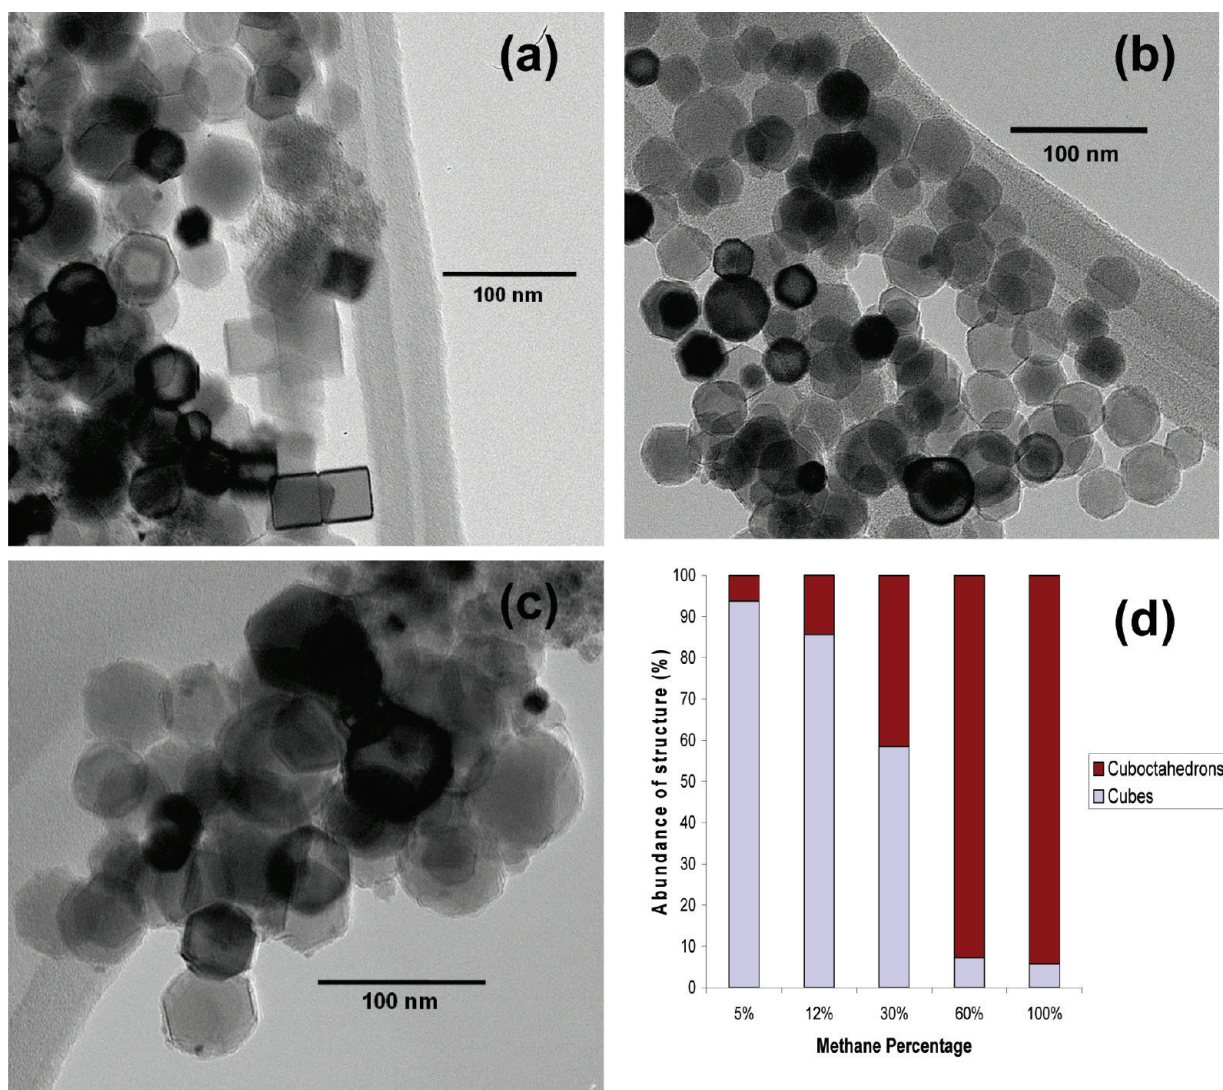 (a)
100 nm
(b)
100 nm
(c)
100 nm
(d)
100
90
80
70
60
50
40
30
20
10
0
Abundance of structure (%)
5% 12% 30% 60% 100%
Methane Percentage
Cuboctahedrons
Cubes